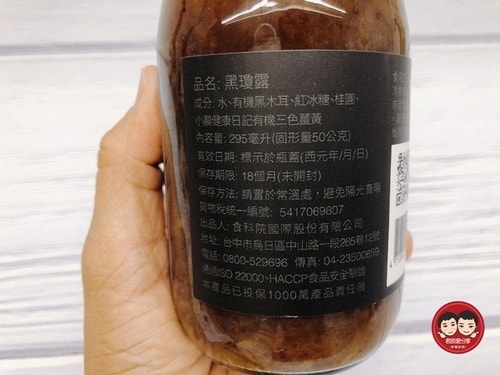 品名: 黑瓊露
成分: 水、有機黑木耳、紅冰糖、桂圓、
小農健康日記有機三色薑黃
內容量: 295毫升(固形量50公克)
有效日期: 標示於瓶蓋(西元年/月/日)
保存期限: 18個月(未開封)
保存方法: 請置於常溫處，避免陽光直曬
貨物稅統一編號: 5417069807
出品人: 食科院國際股份有限公司
地址: 台中市烏日區中山路一段265巷12號
電話: 0800-529696 傳真: 04-23500859
通過ISO 22000、HACCP食品安全驗證
本產品已投保1000萬產品責任險